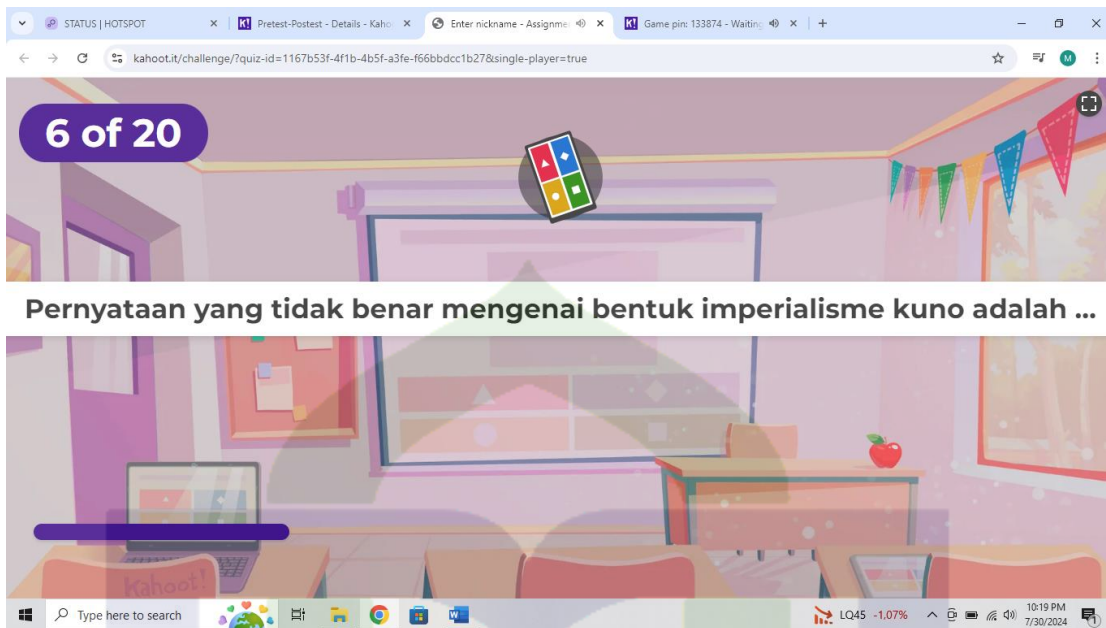 STATUS | HOTSPOT
Pretest-Postest - Details - Kaho
Enter nickname - Assignme
Game pin: 133874 - Waiting
kahoot.it/challenge/?quiz-id=1167b53f-4f1b-4b5f-a3fe-f66bbdcc1b27&single-player=true
M
6 of 20
Pernyataan yang tidak benar mengenai bentuk imperialisme kuno adalah ...
Kahoot!
Type here to search
LQ45 -1,07%
10:19 PM
7/30/2024